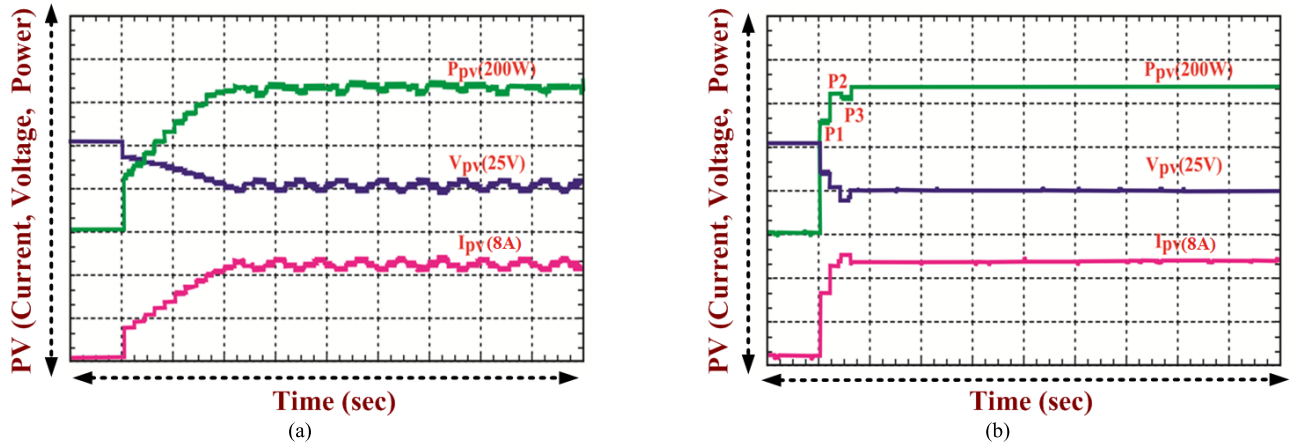 PV (Current, Voltage, Power)
Ppv(200W)
Vpv(25V)
Ipv(8A)
Time (sec)
(a)
PV (Current, Voltage, Power)
Ppv(200W)
P2
P3
P1
Vpv(25V)
Ipv(8A)
Time (sec)
(b)